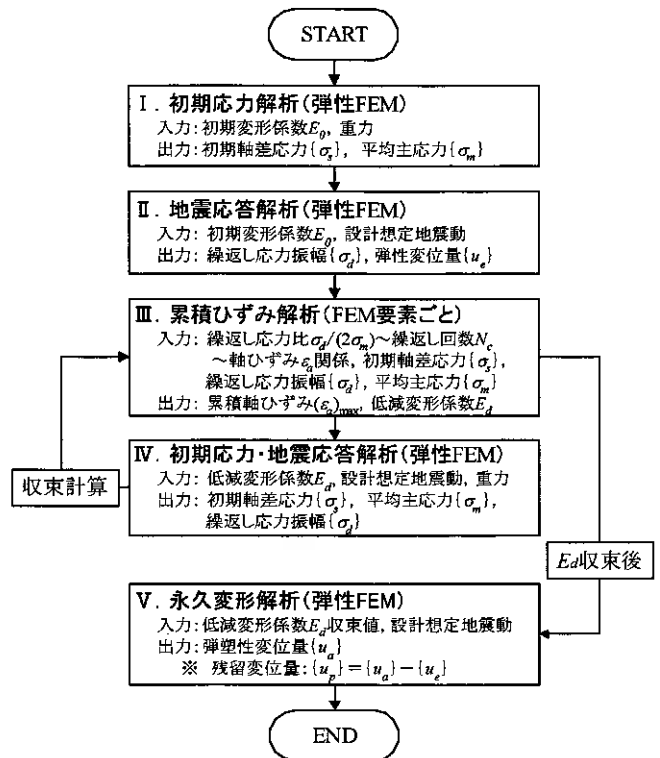 START
Ⅰ. 初期応力解析(弾性FEM)
入力:初期変形係数E₀, 重力
出力:初期軸差応力{σₛ}, 平均主応力{σₘ}
Ⅱ. 地震応答解析(弾性FEM)
入力: 初期変形係数E₀, 設計想定地震動
出力: 繰返し応力振幅{σ_d}, 弾性変位量{uₑ}
Ⅲ. 累積ひずみ解析(FEM要素ごと)
入力: 繰返し応力比σ_d/(2σₘ)~繰返し回数N_c
~軸ひずみεₐ関係, 初期軸差応力{σₛ},
繰返し応力振幅{σ_d}, 平均主応力{σₘ}
出力: 累積軸ひずみ(εₐ)max, 低減変形係数E_d
Ⅳ. 初期応力・地震応答解析(弾性FEM)
入力: 低減変形係数E_d, 設計想定地震動, 重力
出力: 初期軸差応力{σₛ}, 平均主応力{σₘ},
繰返し応力振幅{σ_d}
収束計算
Ed収束後
Ⅴ. 永久変形解析(弾性FEM)
入力:低減変形係数E_d収束値, 設計想定地震動
出力: 弾塑性変位量{uₐ}
※ 残留変位量:{uₚ}={uₐ}-{uₑ}
END